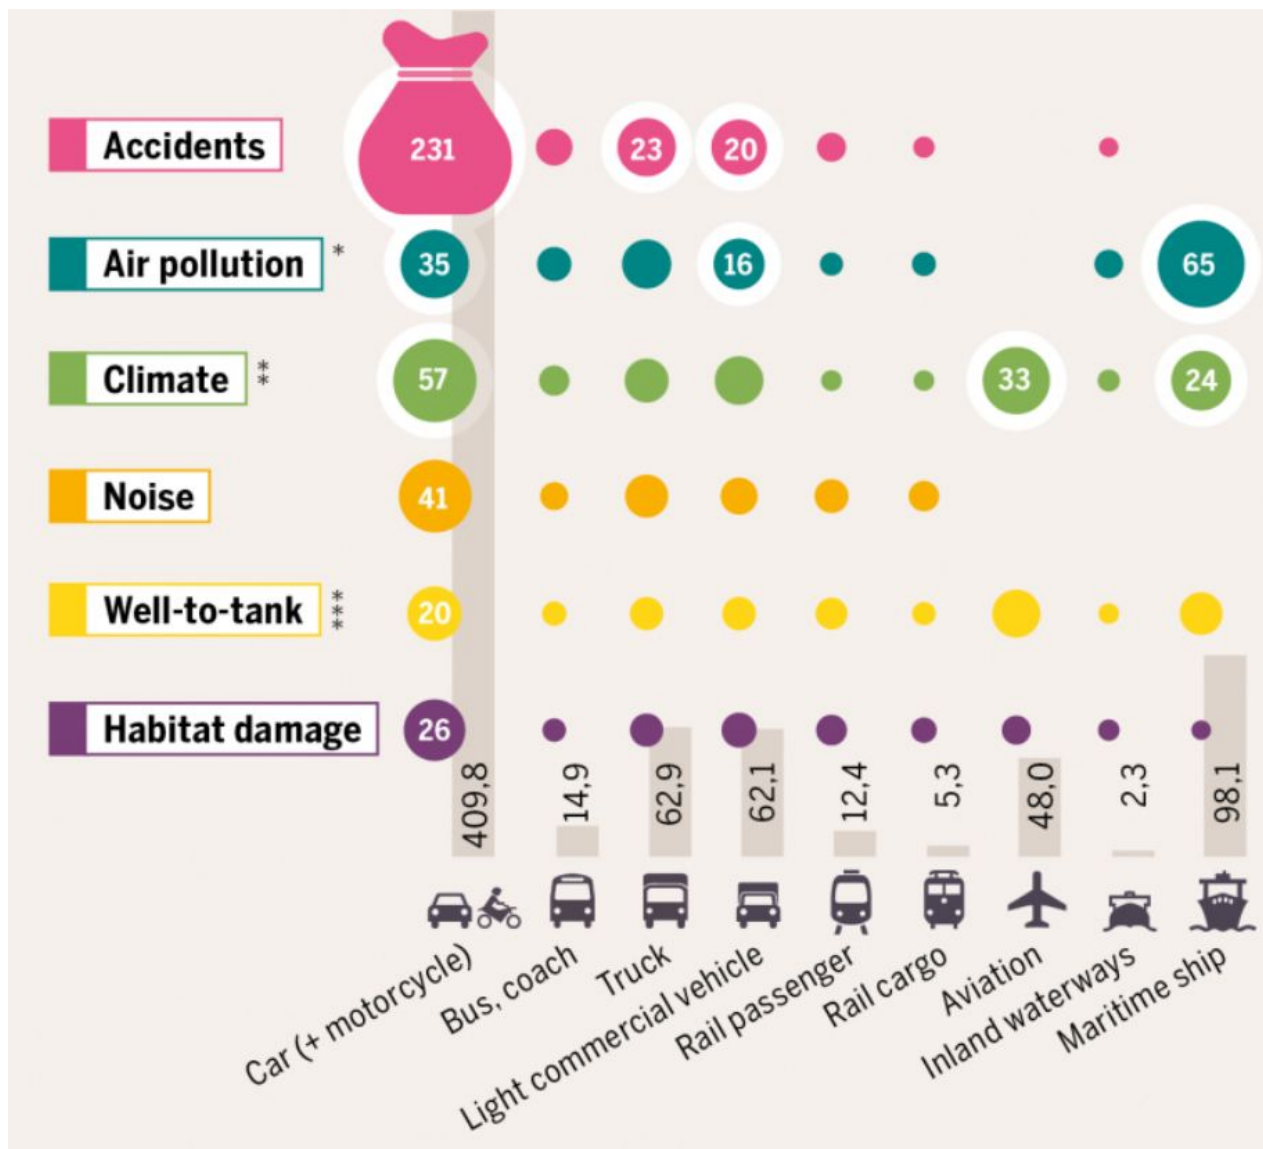 Accidents
231
23
20
Air pollution *
35
16
65
Climate **
57
33
24
Noise
41
Well-to-tank ***
20
Habitat damage
26
409,8
14,9
62,9
62,1
12,4
5,3
48,0
2,3
98,1
Car (+ motorcycle)
Bus, coach
Truck
Light commercial vehicle
Rail passenger
Rail cargo
Aviation
Inland waterways
Maritime ship